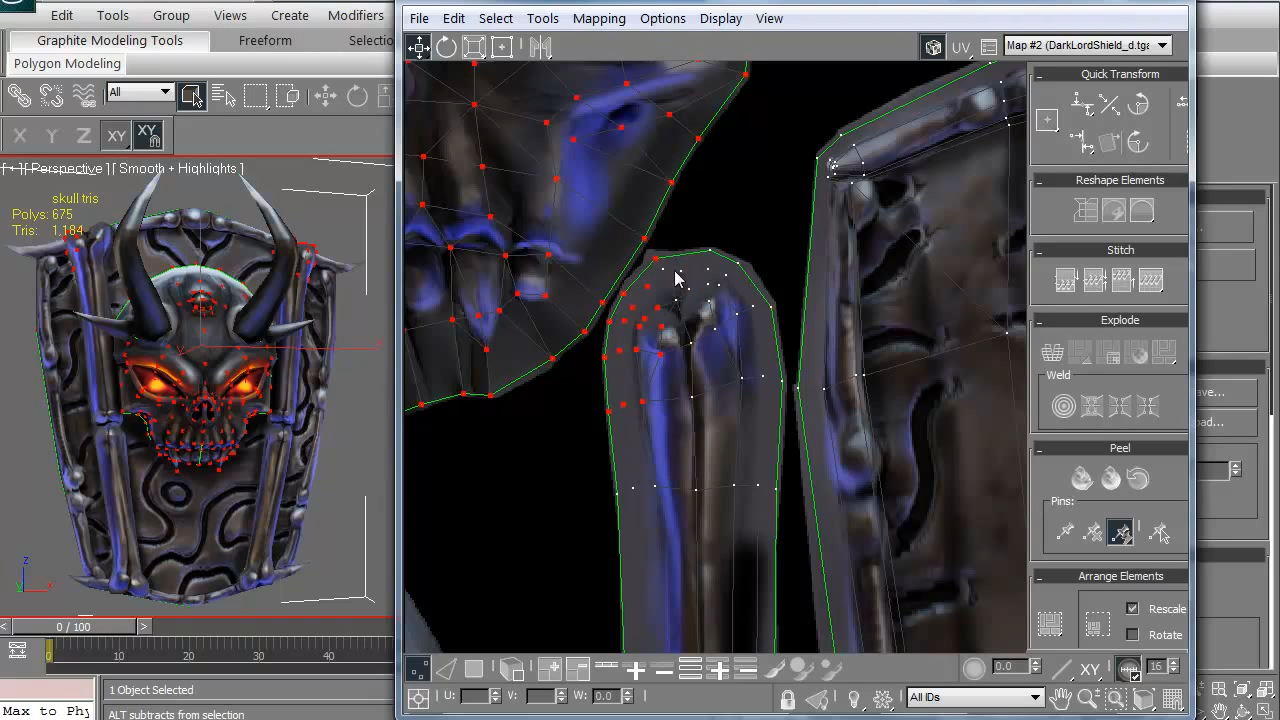 Edit Tools Group Views Create Modifiers
Graphite Modeling Tools Freeform Selectio
Polygon Modeling
All
X Y Z XY XY
[ + ][ Perspective ][ Smooth + Highlights ]
skull tris
Polys: 675
Tris: 1,184
z
x
y
0 / 100
0 10 20 30 40
1 Object Selected
Max to Phy
ALT subtracts from selection
File Edit Select Tools Mapping Options Display View
UV Map #2 (DarkLordShield_d.tga
Quick Transform
Reshape Elements
Stitch
Explode
Weld
Peel
Pins:
Arrange Elements
Rescale
Rotate
0.0 XY 16
U: V: W: 0.0 All IDs
ave...
oad...